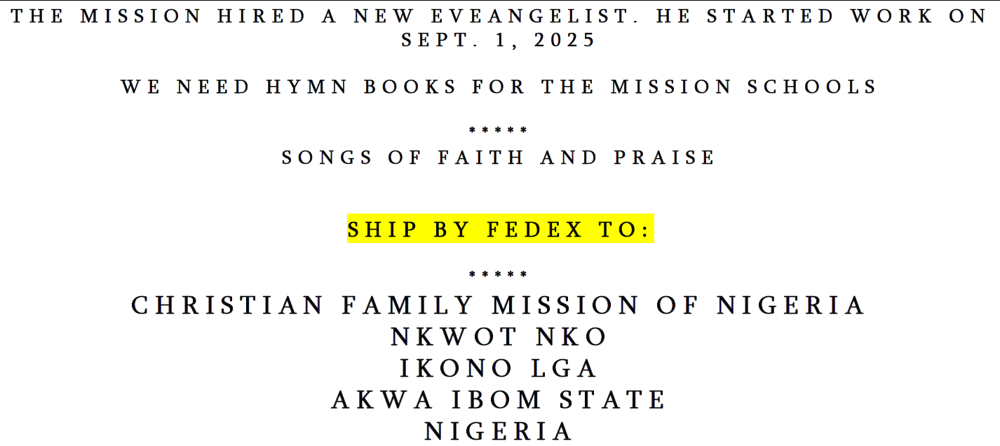 THE MISSION HIRED A NEW EVEANGELIST. HE STARTED WORK ON
SEPT. 1, 2025
WE NEED HYMN BOOKS FOR THE MISSION SCHOOLS
*****
SONGS OF FAITH AND PRAISE
SHIP BY FEDEX TO:
*****
CHRISTIAN FAMILY MISSION OF NIGERIA
NKWOT NKO
IKONO LGA
AKWA IBOM STATE
NIGERIA